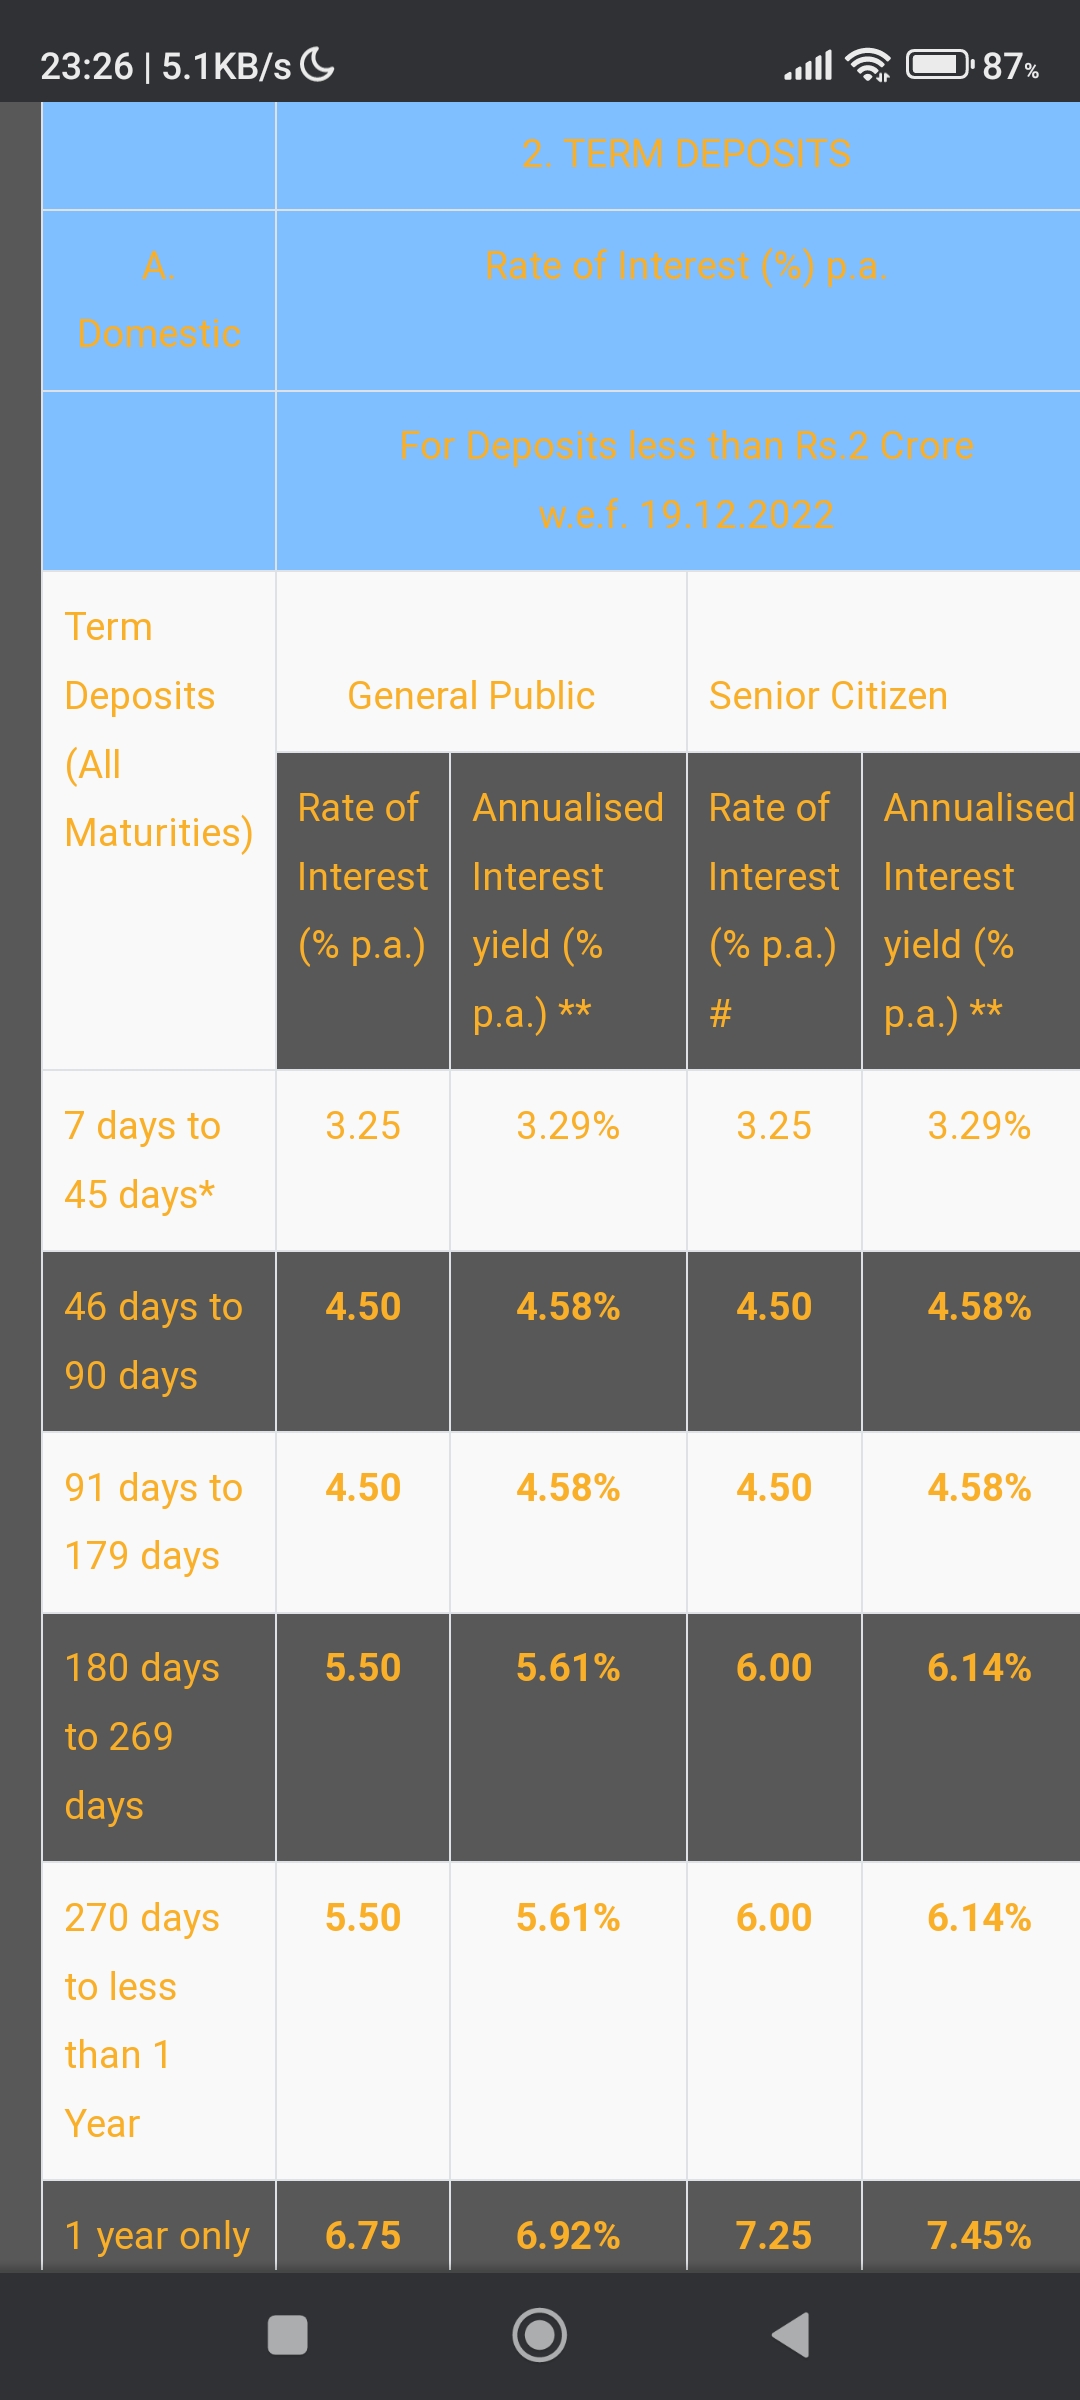 23:26 | 5.1KB/s 87%
2. TERM DEPOSITS
A.
Domestic
Rate of Interest (%) p.a.
For Deposits less than Rs.2 Crore
w.e.f. 19.12.2022
Term
Deposits
(All
Maturities)
General Public
Senior Citizen
Rate of
Interest
(% p.a.)
Annualised
Interest
yield (%
p.a.) **
Rate of
Interest
(% p.a.)
#
Annualised
Interest
yield (%
p.a.) **
7 days to
45 days*
3.25
3.29%
3.25
3.29%
46 days to
90 days
4.50
4.58%
4.50
4.58%
91 days to
179 days
4.50
4.58%
4.50
4.58%
180 days
to 269
days
5.50
5.61%
6.00
6.14%
270 days
to less
than 1
Year
5.50
5.61%
6.00
6.14%
1 year only
6.75
6.92%
7.25
7.45%